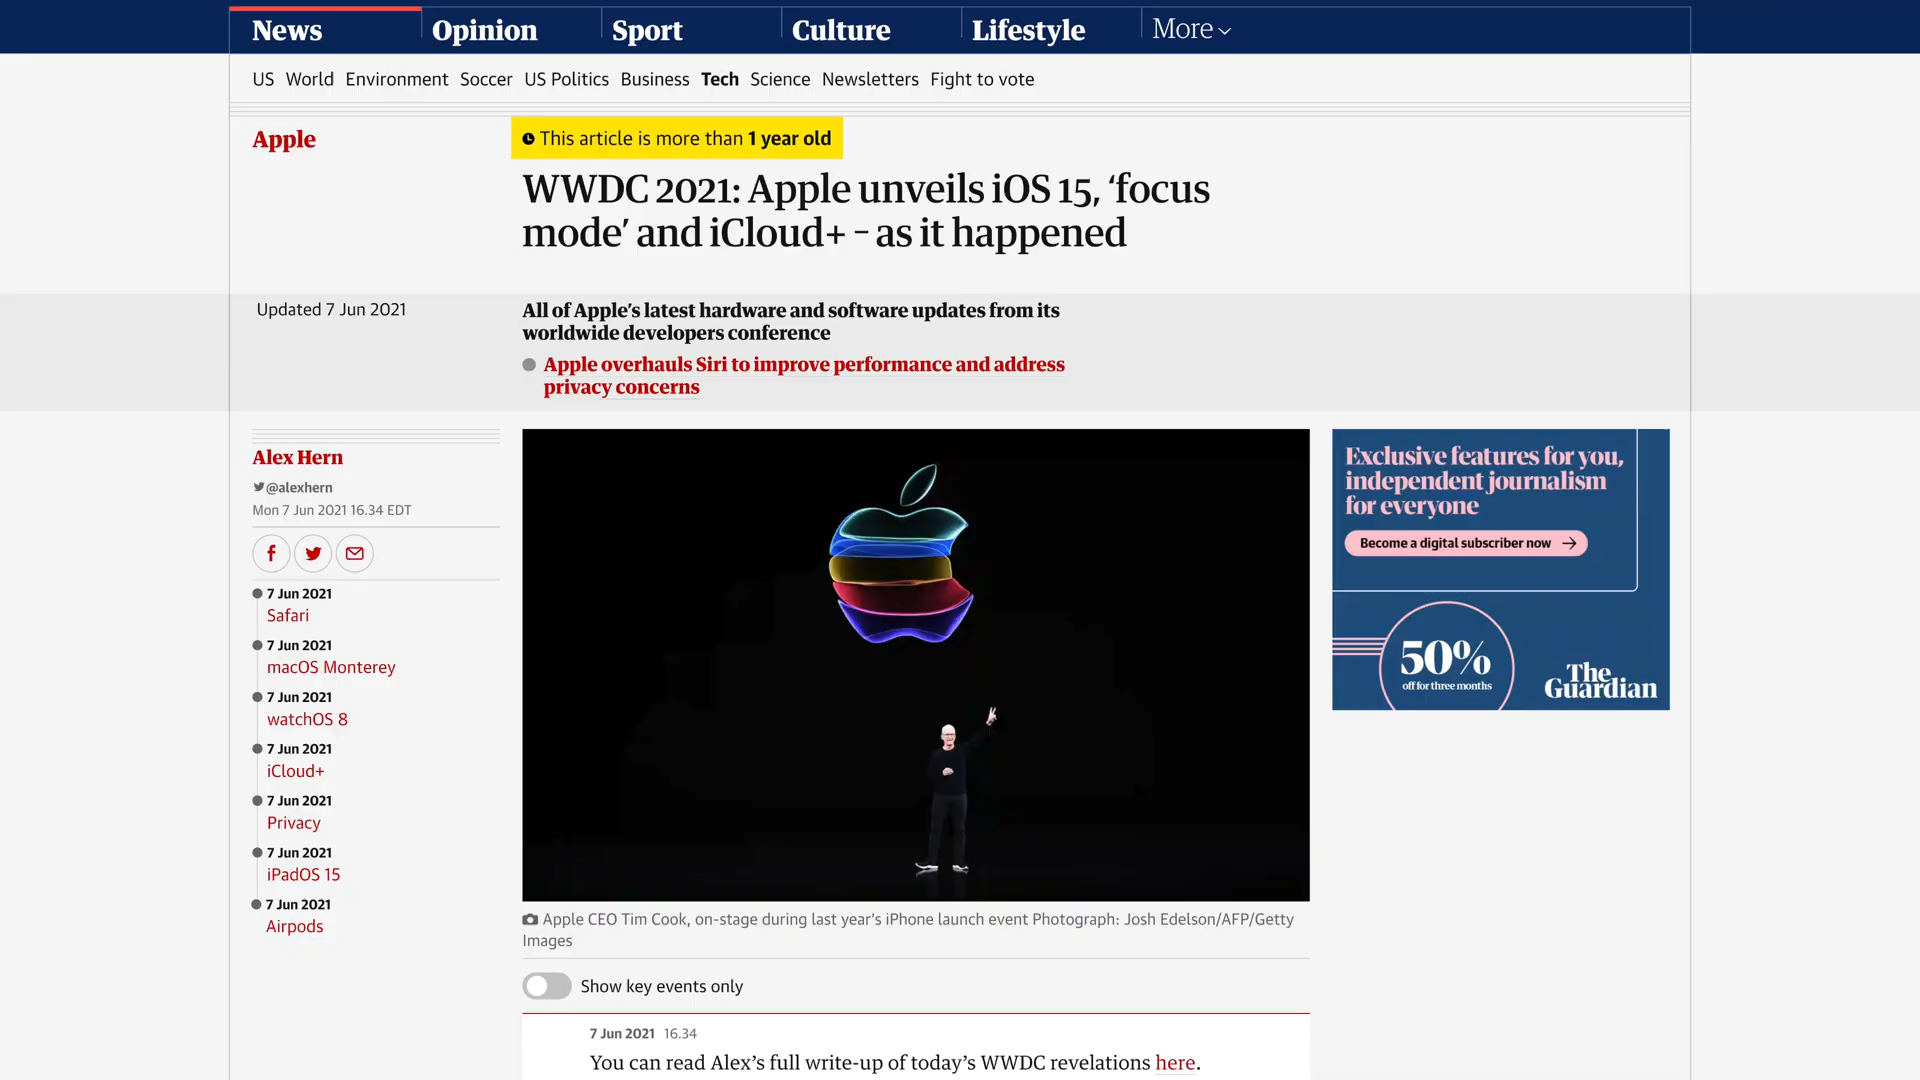 News Opinion Sport Culture Lifestyle More
US World Environment Soccer US Politics Business Tech Science Newsletters Fight to vote
Apple
This article is more than 1 year old
WWDC 2021: Apple unveils iOS 15, ‘focus
mode’ and iCloud+ – as it happened
Updated 7 Jun 2021
All of Apple’s latest hardware and software updates from its
worldwide developers conference
Apple overhauls Siri to improve performance and address
privacy concerns
Alex Hern
@alexhern
Mon 7 Jun 2021 16.34 EDT
7 Jun 2021
Safari
7 Jun 2021
macOS Monterey
7 Jun 2021
watchOS 8
7 Jun 2021
iCloud+
7 Jun 2021
Privacy
7 Jun 2021
iPadOS 15
7 Jun 2021
Airpods
Apple CEO Tim Cook, on-stage during last year’s iPhone launch event Photograph: Josh Edelson/AFP/Getty
Images
Show key events only
7 Jun 2021 16.34
You can read Alex’s full write-up of today’s WWDC revelations here.
Exclusive features for you,
independent journalism
for everyone
Become a digital subscriber now
50%
off for three months
The
Guardian